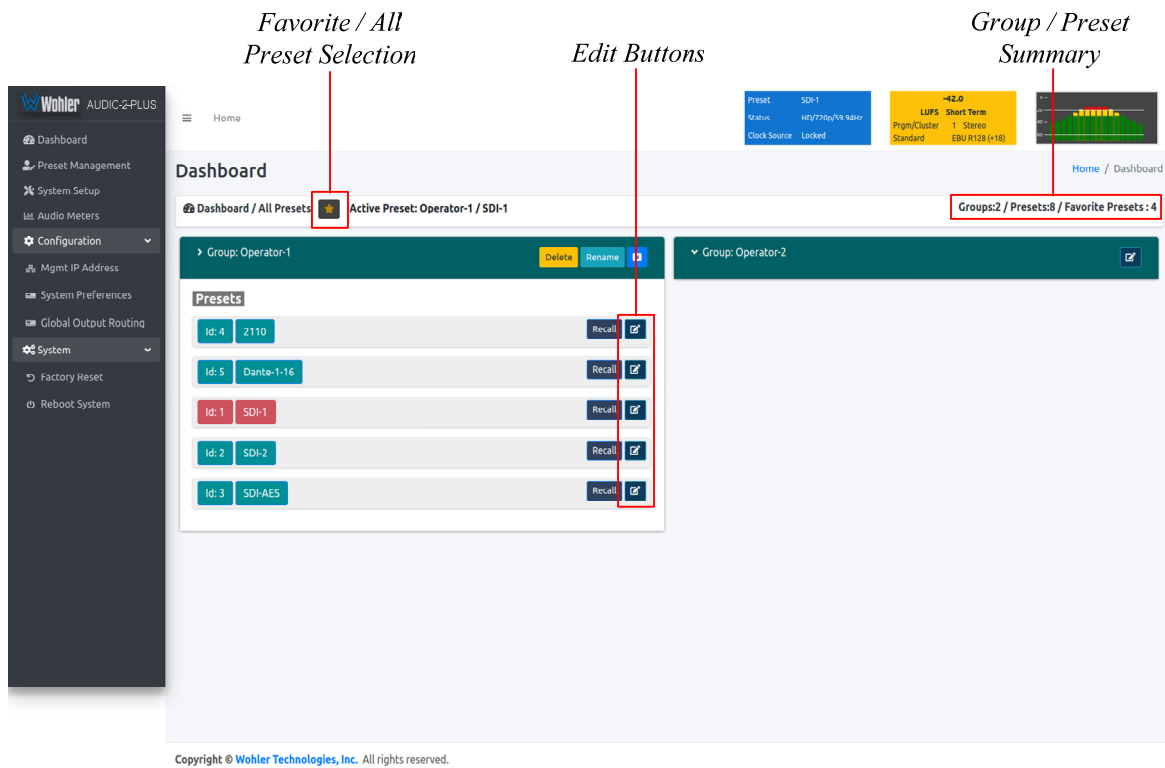 Favorite / All
Preset Selection
Edit Buttons
Group / Preset
Summary
Wohler AUDIC-2-PLUS
Dashboard
Preset Management
System Setup
Audio Meters
Configuration
Mgmt IP Address
System Preferences
Global Output Routing
System
Factory Reset
Reboot System
Home
Preset SDI-1
Status HD/720p/59.94Hz
Clock Source Locked
-42.0
LUFS Short Term
Prgm/Cluster 1 Stereo
Standard EBU R128 (+18)
Dashboard
Home / Dashboard
Dashboard / All Presets Active Preset: Operator-1 / SDI-1
Groups:2 / Presets:8 / Favorite Presets : 4
Group: Operator-1 Delete Rename
Group: Operator-2
Presets
Id: 4 2110 Recall
Id: 5 Dante-1-16 Recall
Id: 1 SDI-1 Recall
Id: 2 SDI-2 Recall
Id: 3 SDI-AES Recall
Copyright © Wohler Technologies, Inc. All rights reserved.